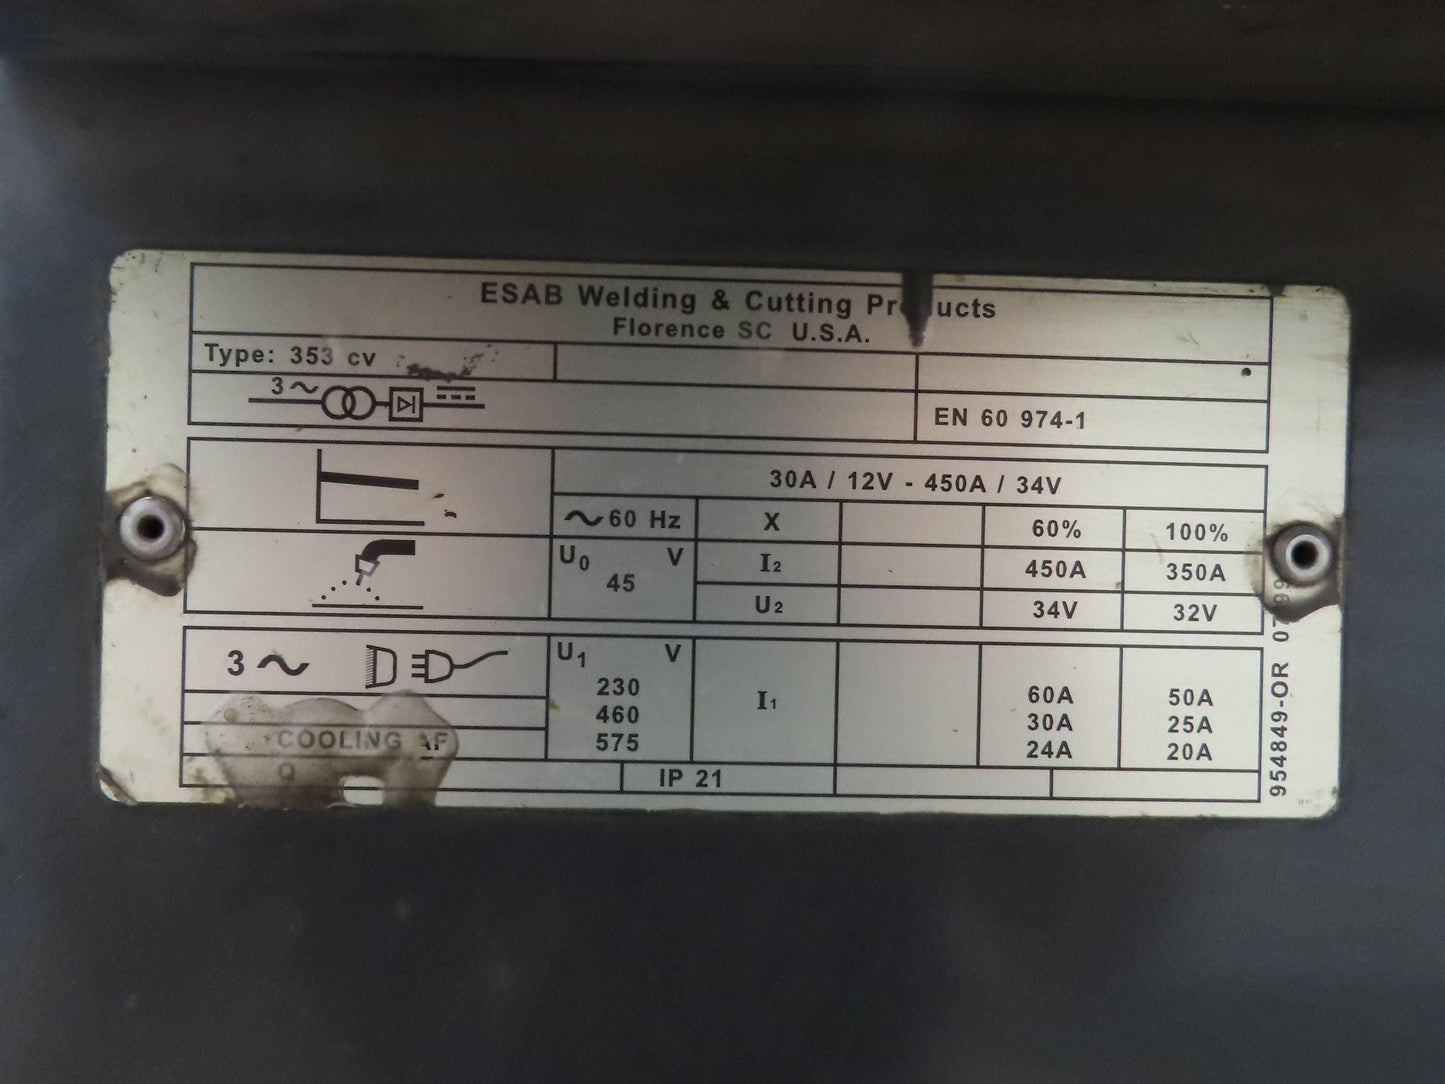 ESAB Welding & Cutting Products
Florence SC U.S.A.
Type: 353 cv
3～
EN 60 974-1
30A / 12V - 450A / 34V
～60 Hz X 60% 100%
U0 V I2 450A 350A
45
U2 34V 32V
3～ U1 V
230 60A 50A
I1
460 30A 25A
COOLING AF 575 24A 20A
IP 21
954849-OR